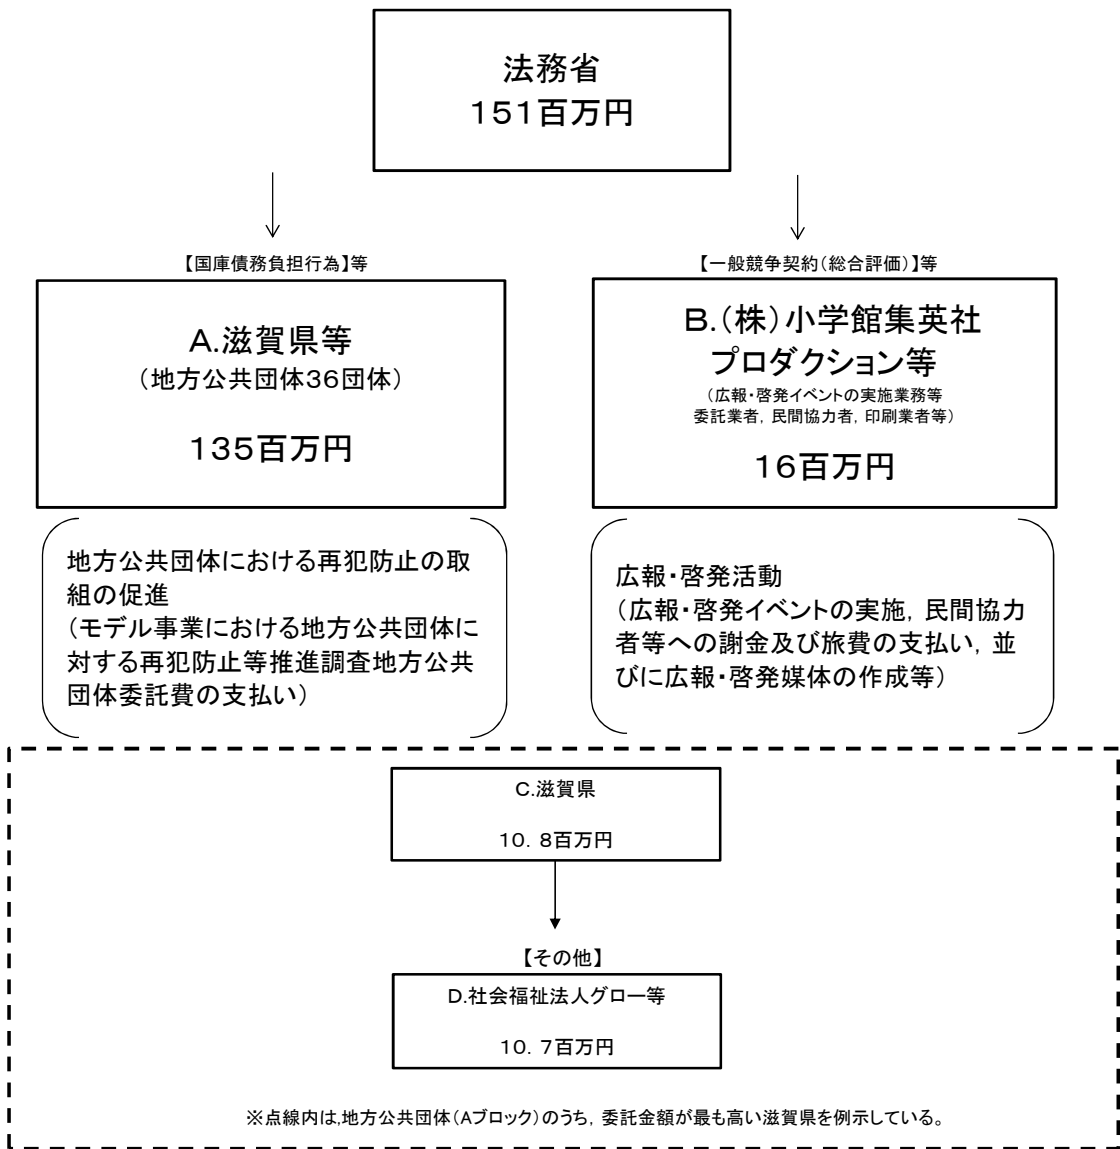 法務省
151百万円
【国庫債務負担行為】等
A.滋賀県等
（地方公共団体36団体）
135百万円
地方公共団体における再犯防止の取
組の促進
（モデル事業における地方公共団体に
対する再犯防止等推進調査地方公共
団体委託費の支払い）
【一般競争契約（総合評価）】等
B.（株）小学館集英社
プロダクション等
（広報・啓発イベントの実施業務等
委託業者，民間協力者，印刷業者等）
16百万円
広報・啓発活動
（広報・啓発イベントの実施，民間協力
者等への謝金及び旅費の支払い，並
びに広報・啓発媒体の作成等）
C.滋賀県
10．8百万円
【その他】
D.社会福祉法人グロー等
10．7百万円
※点線内は,地方公共団体（Aブロック）のうち，委託金額が最も高い滋賀県を例示している。